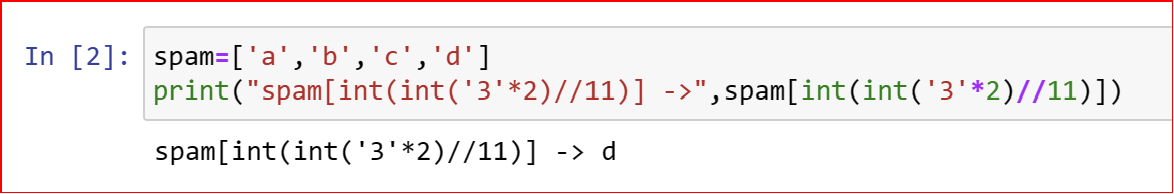 In [2]: spam=['a','b','c','d']
print("spam[int(int('3'*2)//11)] ->",spam[int(int('3'*2)//11)])
spam[int(int('3'*2)//11)] -> d